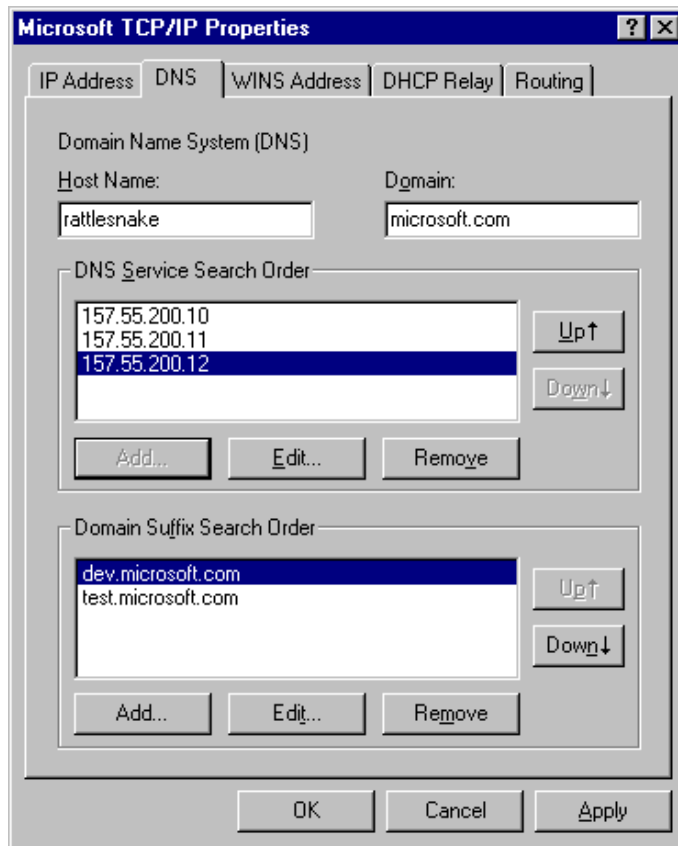 Microsoft TCP/IP Properties ? X
IP Address DNS WINS Address DHCP Relay Routing
Domain Name System (DNS)
Host Name: Domain:
rattlesnake microsoft.com
DNS Service Search Order
157.55.200.10
157.55.200.11
157.55.200.12
Up↑
Down↓
Add... Edit... Remove
Domain Suffix Search Order
dev.microsoft.com
test.microsoft.com
Up↑
Down↓
Add... Edit... Remove
OK Cancel Apply